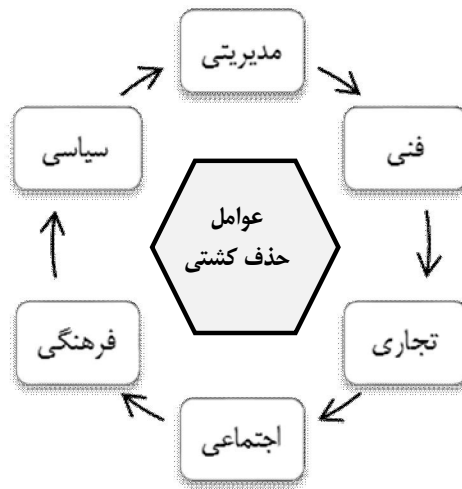 مدیریتی
فنی
تجاری
اجتماعی
فرهنگی
سیاسی
عوامل
حذف کشتی